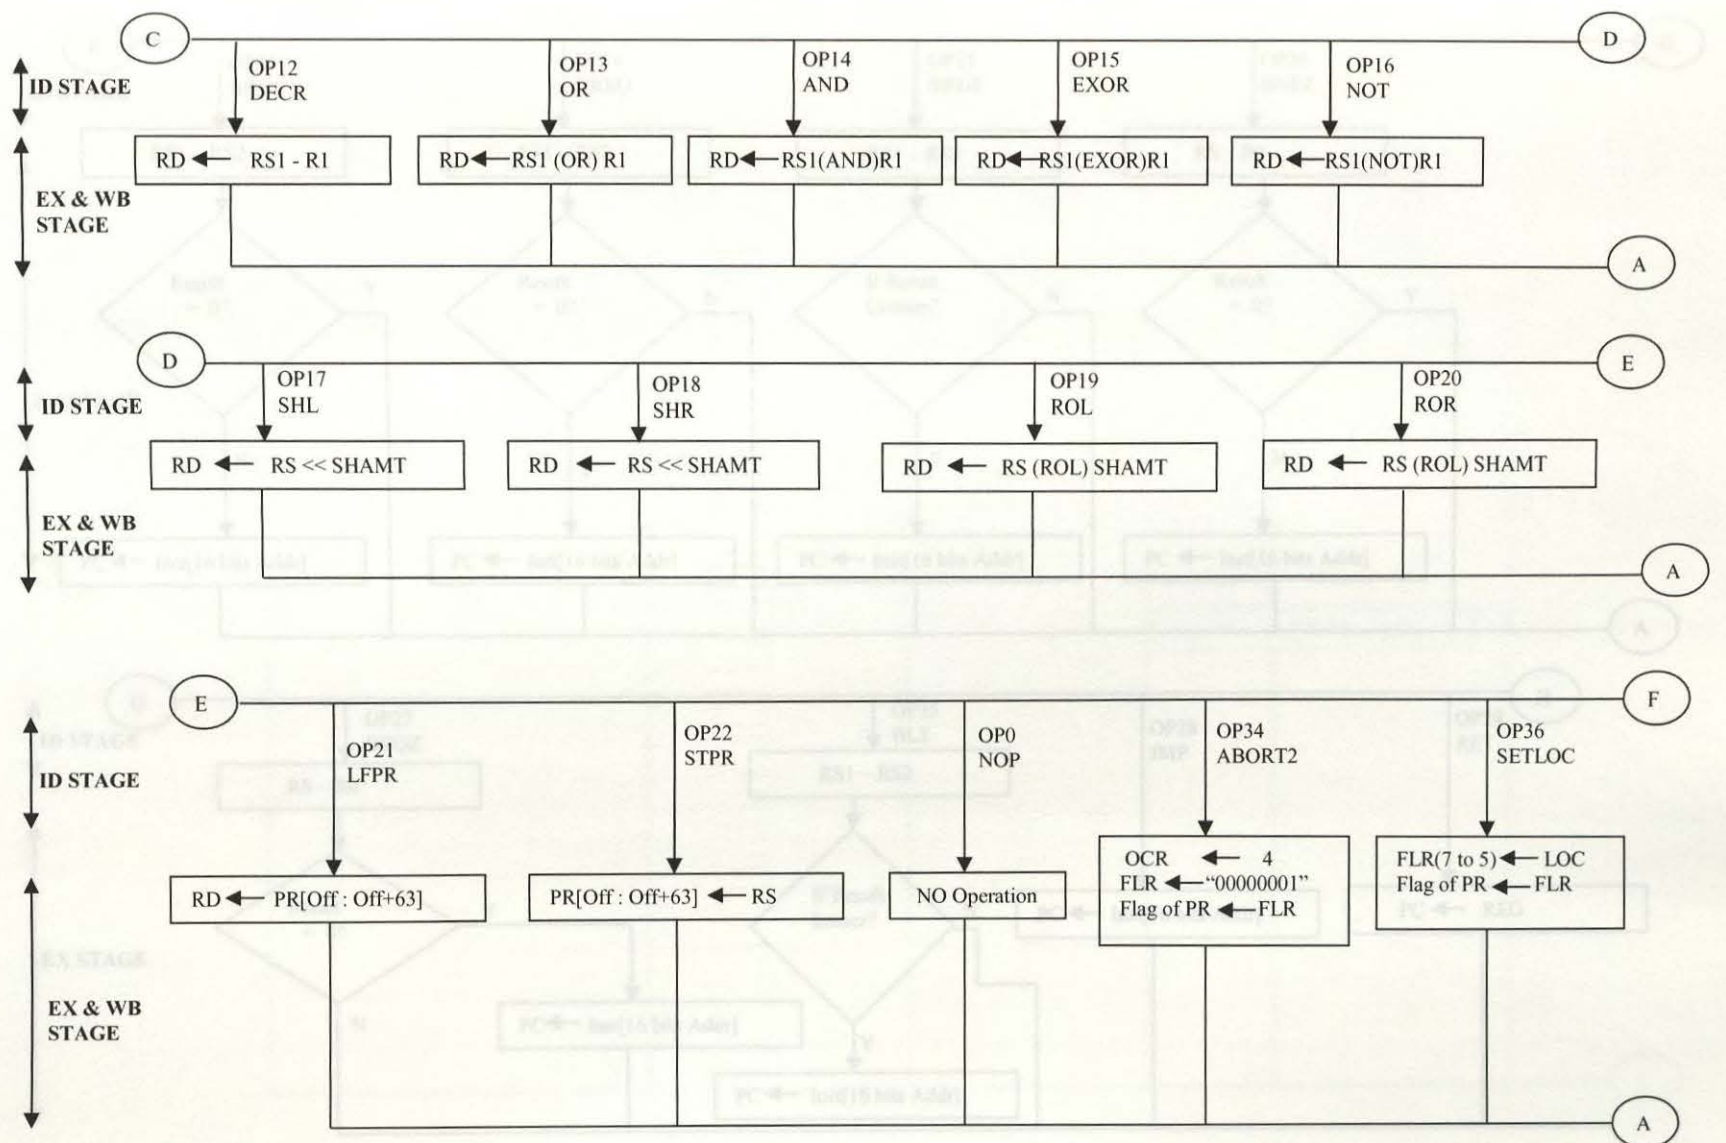 C
D
ID STAGE
OP12
DECR
OP13
OR
OP14
AND
OP15
EXOR
OP16
NOT
EX & WB
STAGE
RD ← RS1 - R1
RD ← RS1 (OR) R1
RD ← RS1(AND)R1
RD ← RS1(EXOR)R1
RD ← RS1(NOT)R1
A
D
E
ID STAGE
OP17
SHL
OP18
SHR
OP19
ROL
OP20
ROR
EX & WB
STAGE
RD ← RS << SHAMT
RD ← RS << SHAMT
RD ← RS (ROL) SHAMT
RD ← RS (ROL) SHAMT
A
E
F
ID STAGE
OP21
LFPR
OP22
STPR
OP0
NOP
OP34
ABORT2
OP36
SETLOC
EX & WB
STAGE
RD ← PR[Off : Off+63]
PR[Off : Off+63] ← RS
NO Operation
OCR ← 4
FLR ← “00000001”
Flag of PR ← FLR
FLR(7 to 5) ← LOC
Flag of PR ← FLR
A